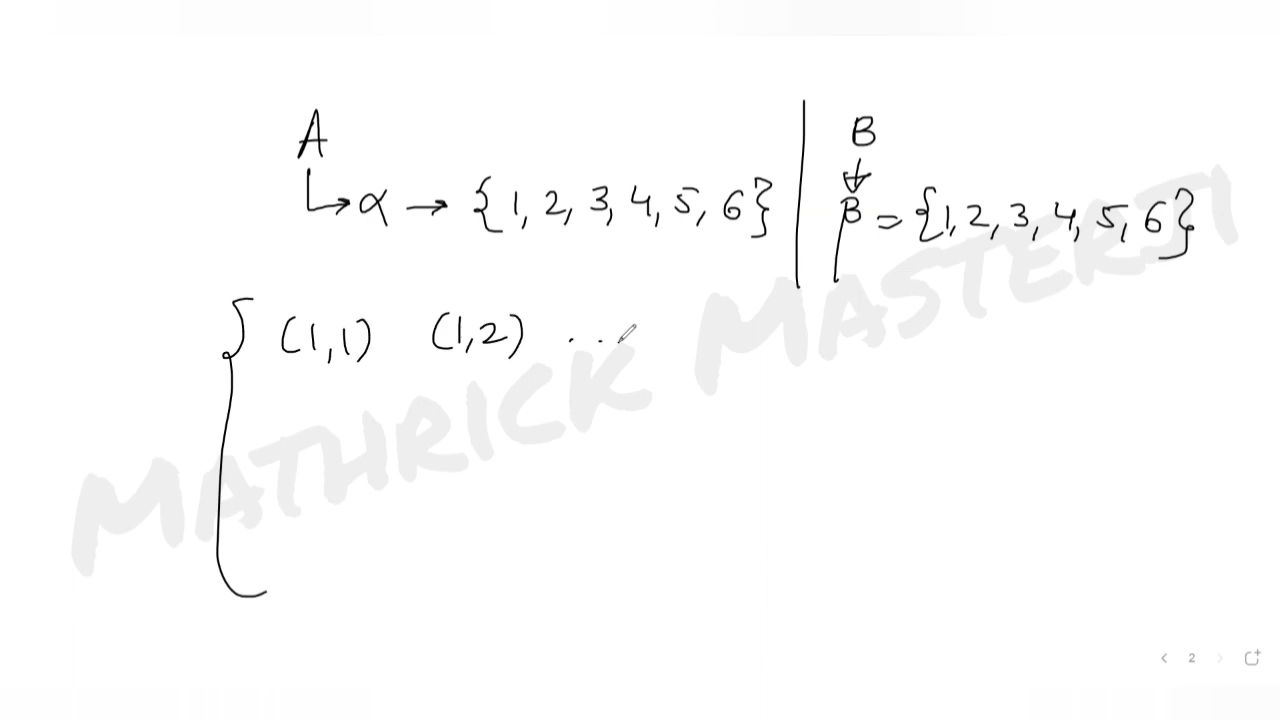 A
↳ α → {1, 2, 3, 4, 5, 6}
B
↓
β = {1, 2, 3, 4, 5, 6}
{ (1,1) (1,2) ...
MATHRICK MASTERJI
< 2 >